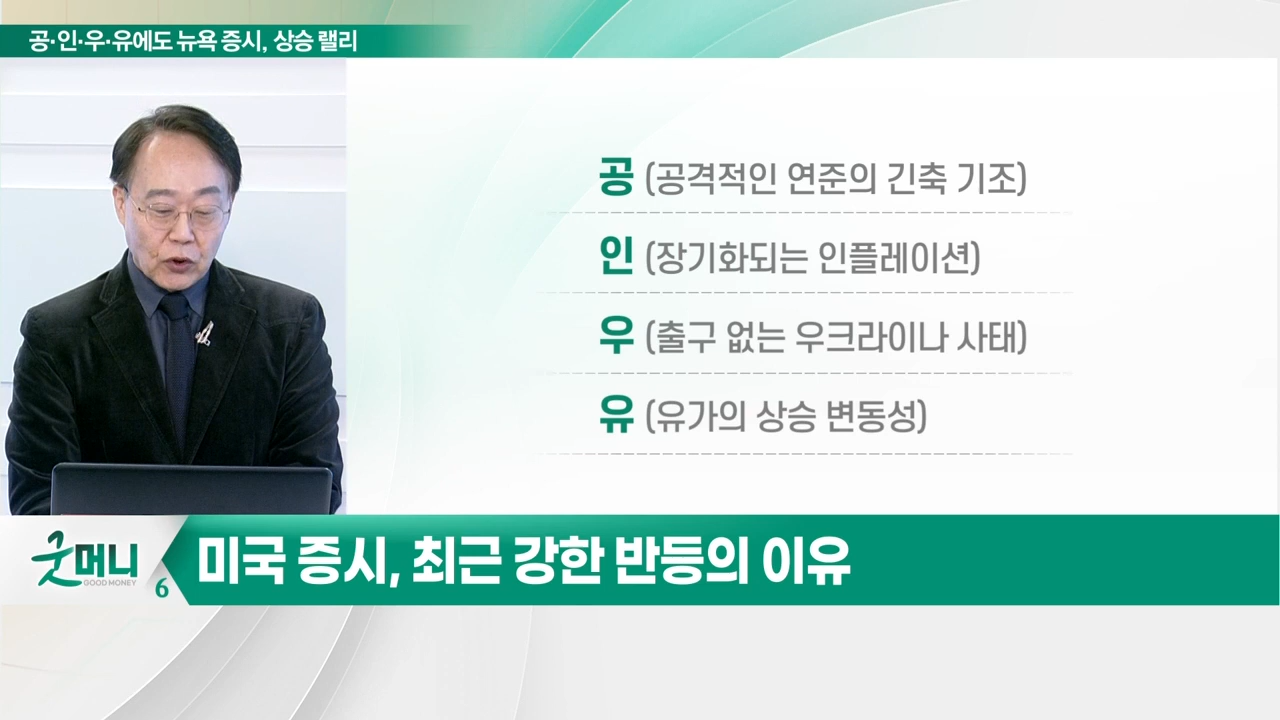 공·인·우·유에도 뉴욕 증시, 상승 랠리
공 (공격적인 연준의 긴축 기조)
인 (장기화되는 인플레이션)
우 (출구 없는 우크라이나 사태)
유 (유가의 상승 변동성)
굿머니
GOOD MONEY
6
미국 증시, 최근 강한 반등의 이유